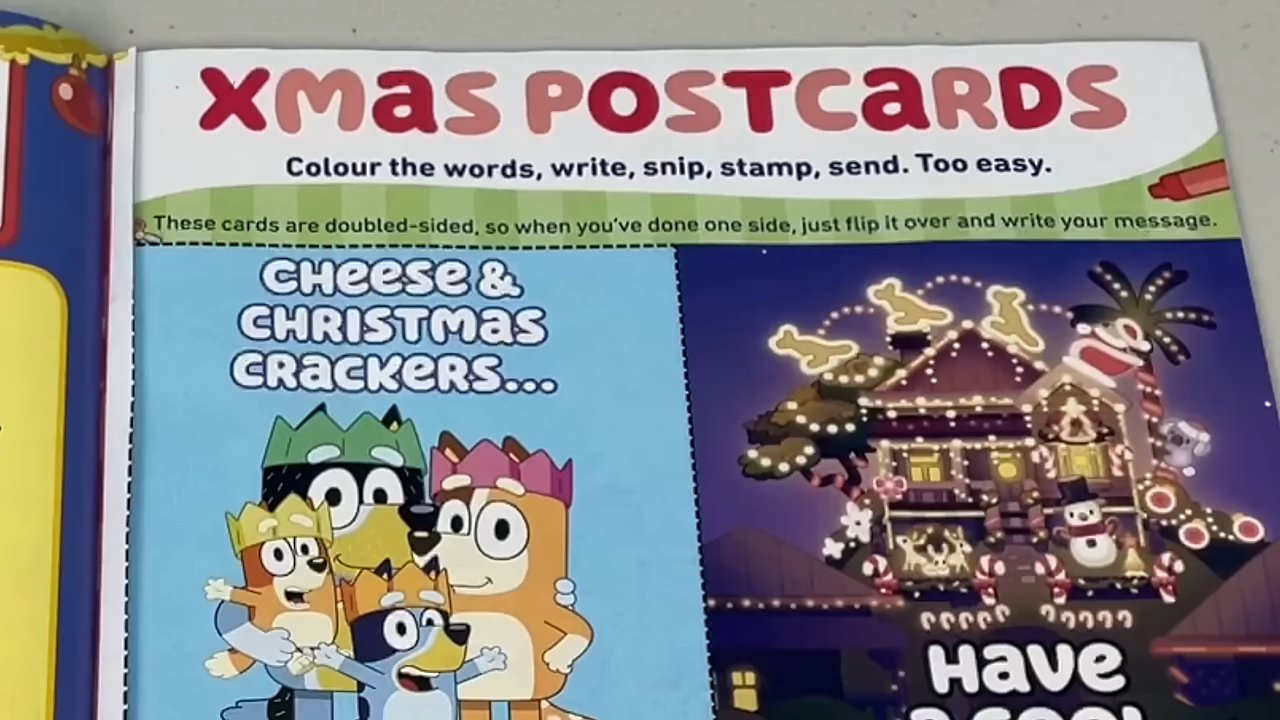 XMAS POSTCARDS
Colour the words, write, snip, stamp, send. Too easy.
These cards are doubled-sided, so when you've done one side, just flip it over and write your message.
CHEESE &
CHRISTMAS
CRACKERS...
HAVE